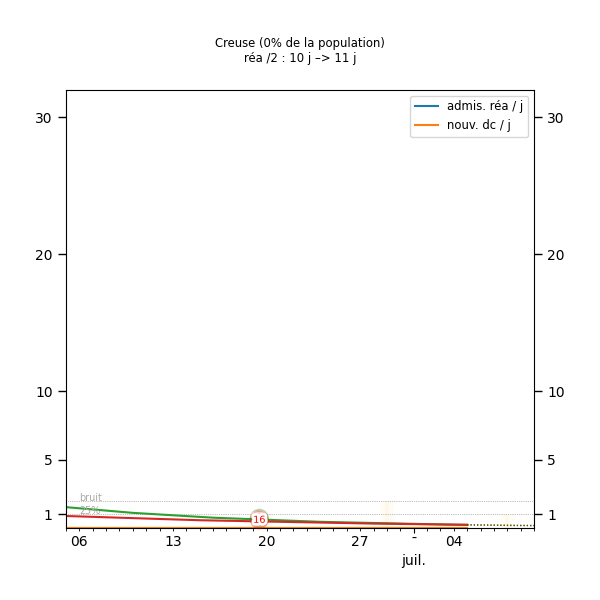 Creuse (0% de la population)
réa /2 : 10 j –> 11 j
admis. réa / j
nouv. dc / j
30 30
20 20
10 10
5 5
bruit
25%
1 1
16
06 13 20 27 - 04
juil.